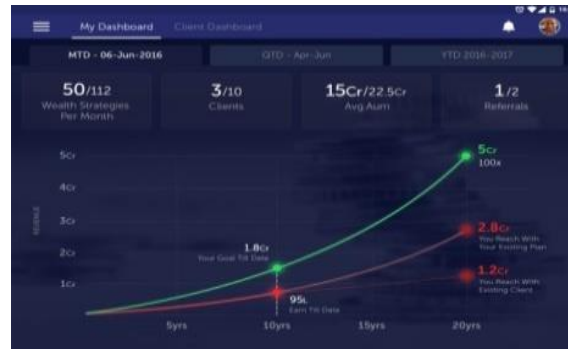 My Dashboard Client Dashboard
MTD - 06-Jun-2016 QTD - Apr-Jun YTD 2016-2017
50/112 3/10 15Cr/22.5Cr 1/2
Wealth Strategies Clients Avg Aum Referrals
Per Month
5Cr
100x
5Cr
4Cr
3Cr
REVENUE
2.8Cr
You Reach With
Your Existing Plan
1.8Cr
Your Goal Till Date
2Cr
1.2Cr
You Reach With
Existing Client
1Cr
95L
Earn Till Date
5yrs 10yrs 15yrs 20yrs